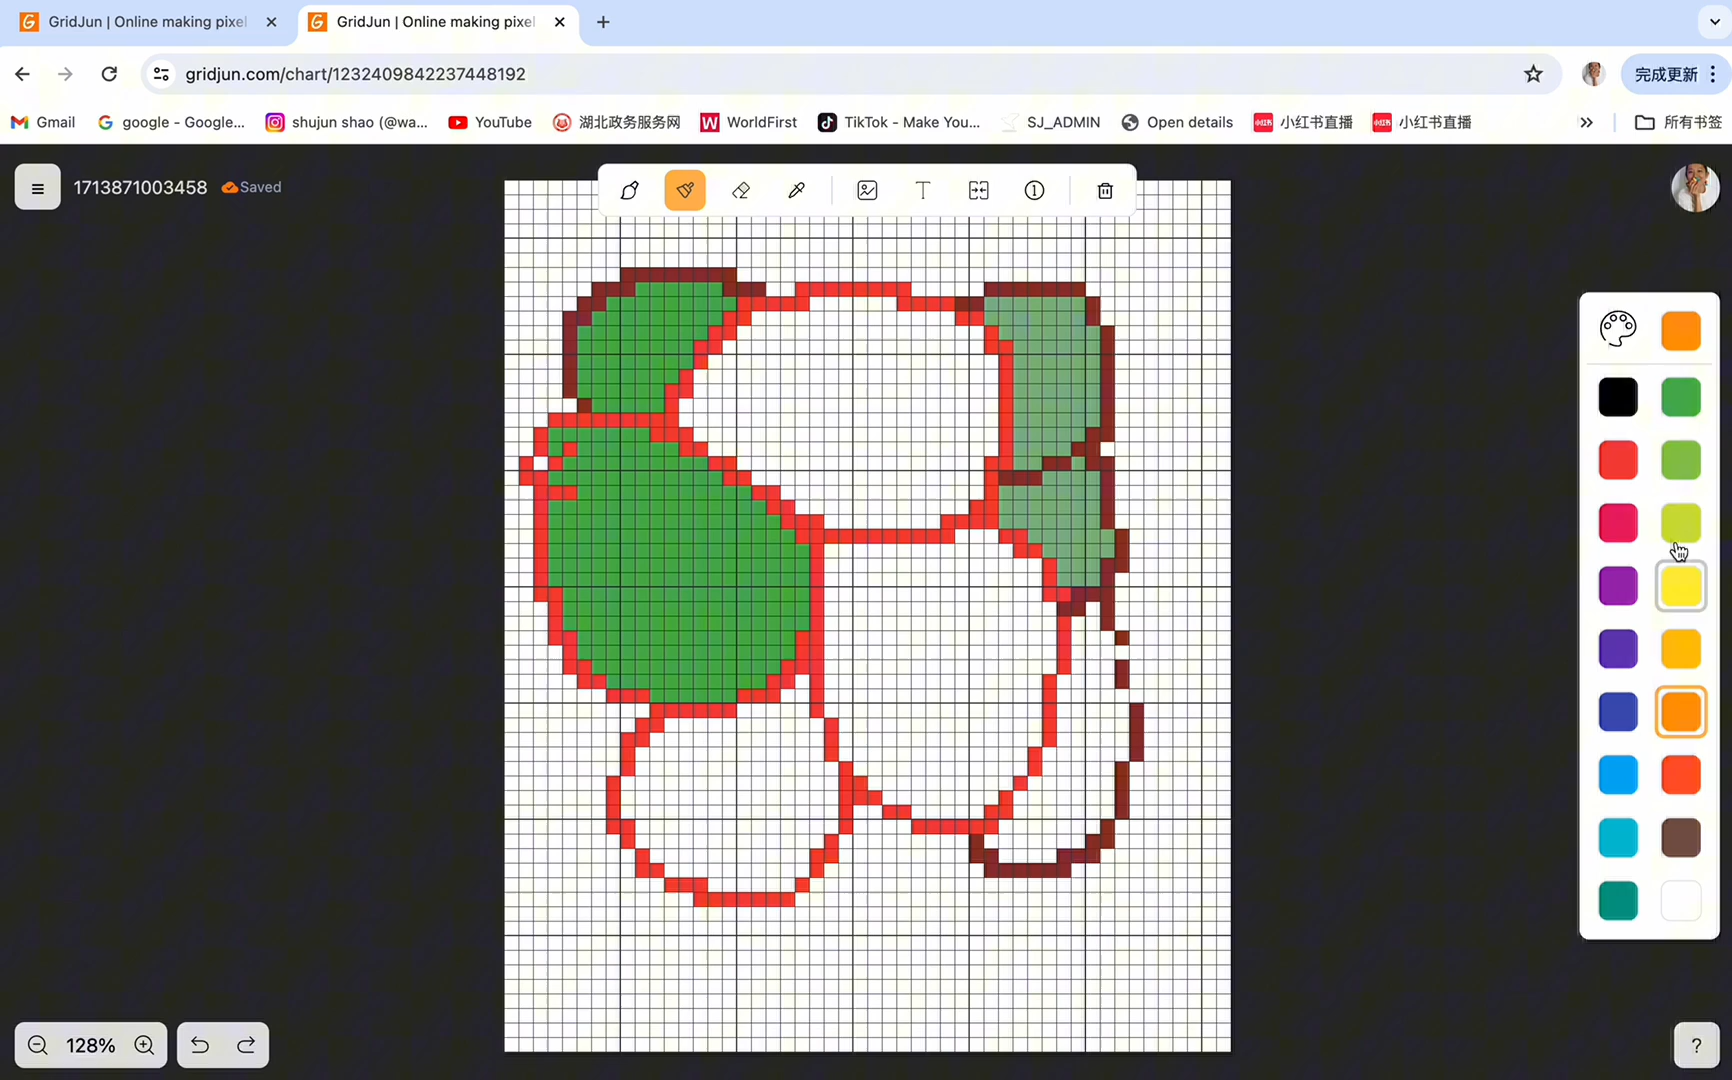 GridJun | Online making pixel
GridJun | Online making pixel
gridjun.com/chart/1232409842237448192
完成更新
Gmail
google - Google...
shujun shao (@wa...
YouTube
湖北政务服务网
WorldFirst
TikTok - Make You...
SJ_ADMIN
Open details
小红书直播
小红书直播
所有书签
1713871003458
Saved
128%
?